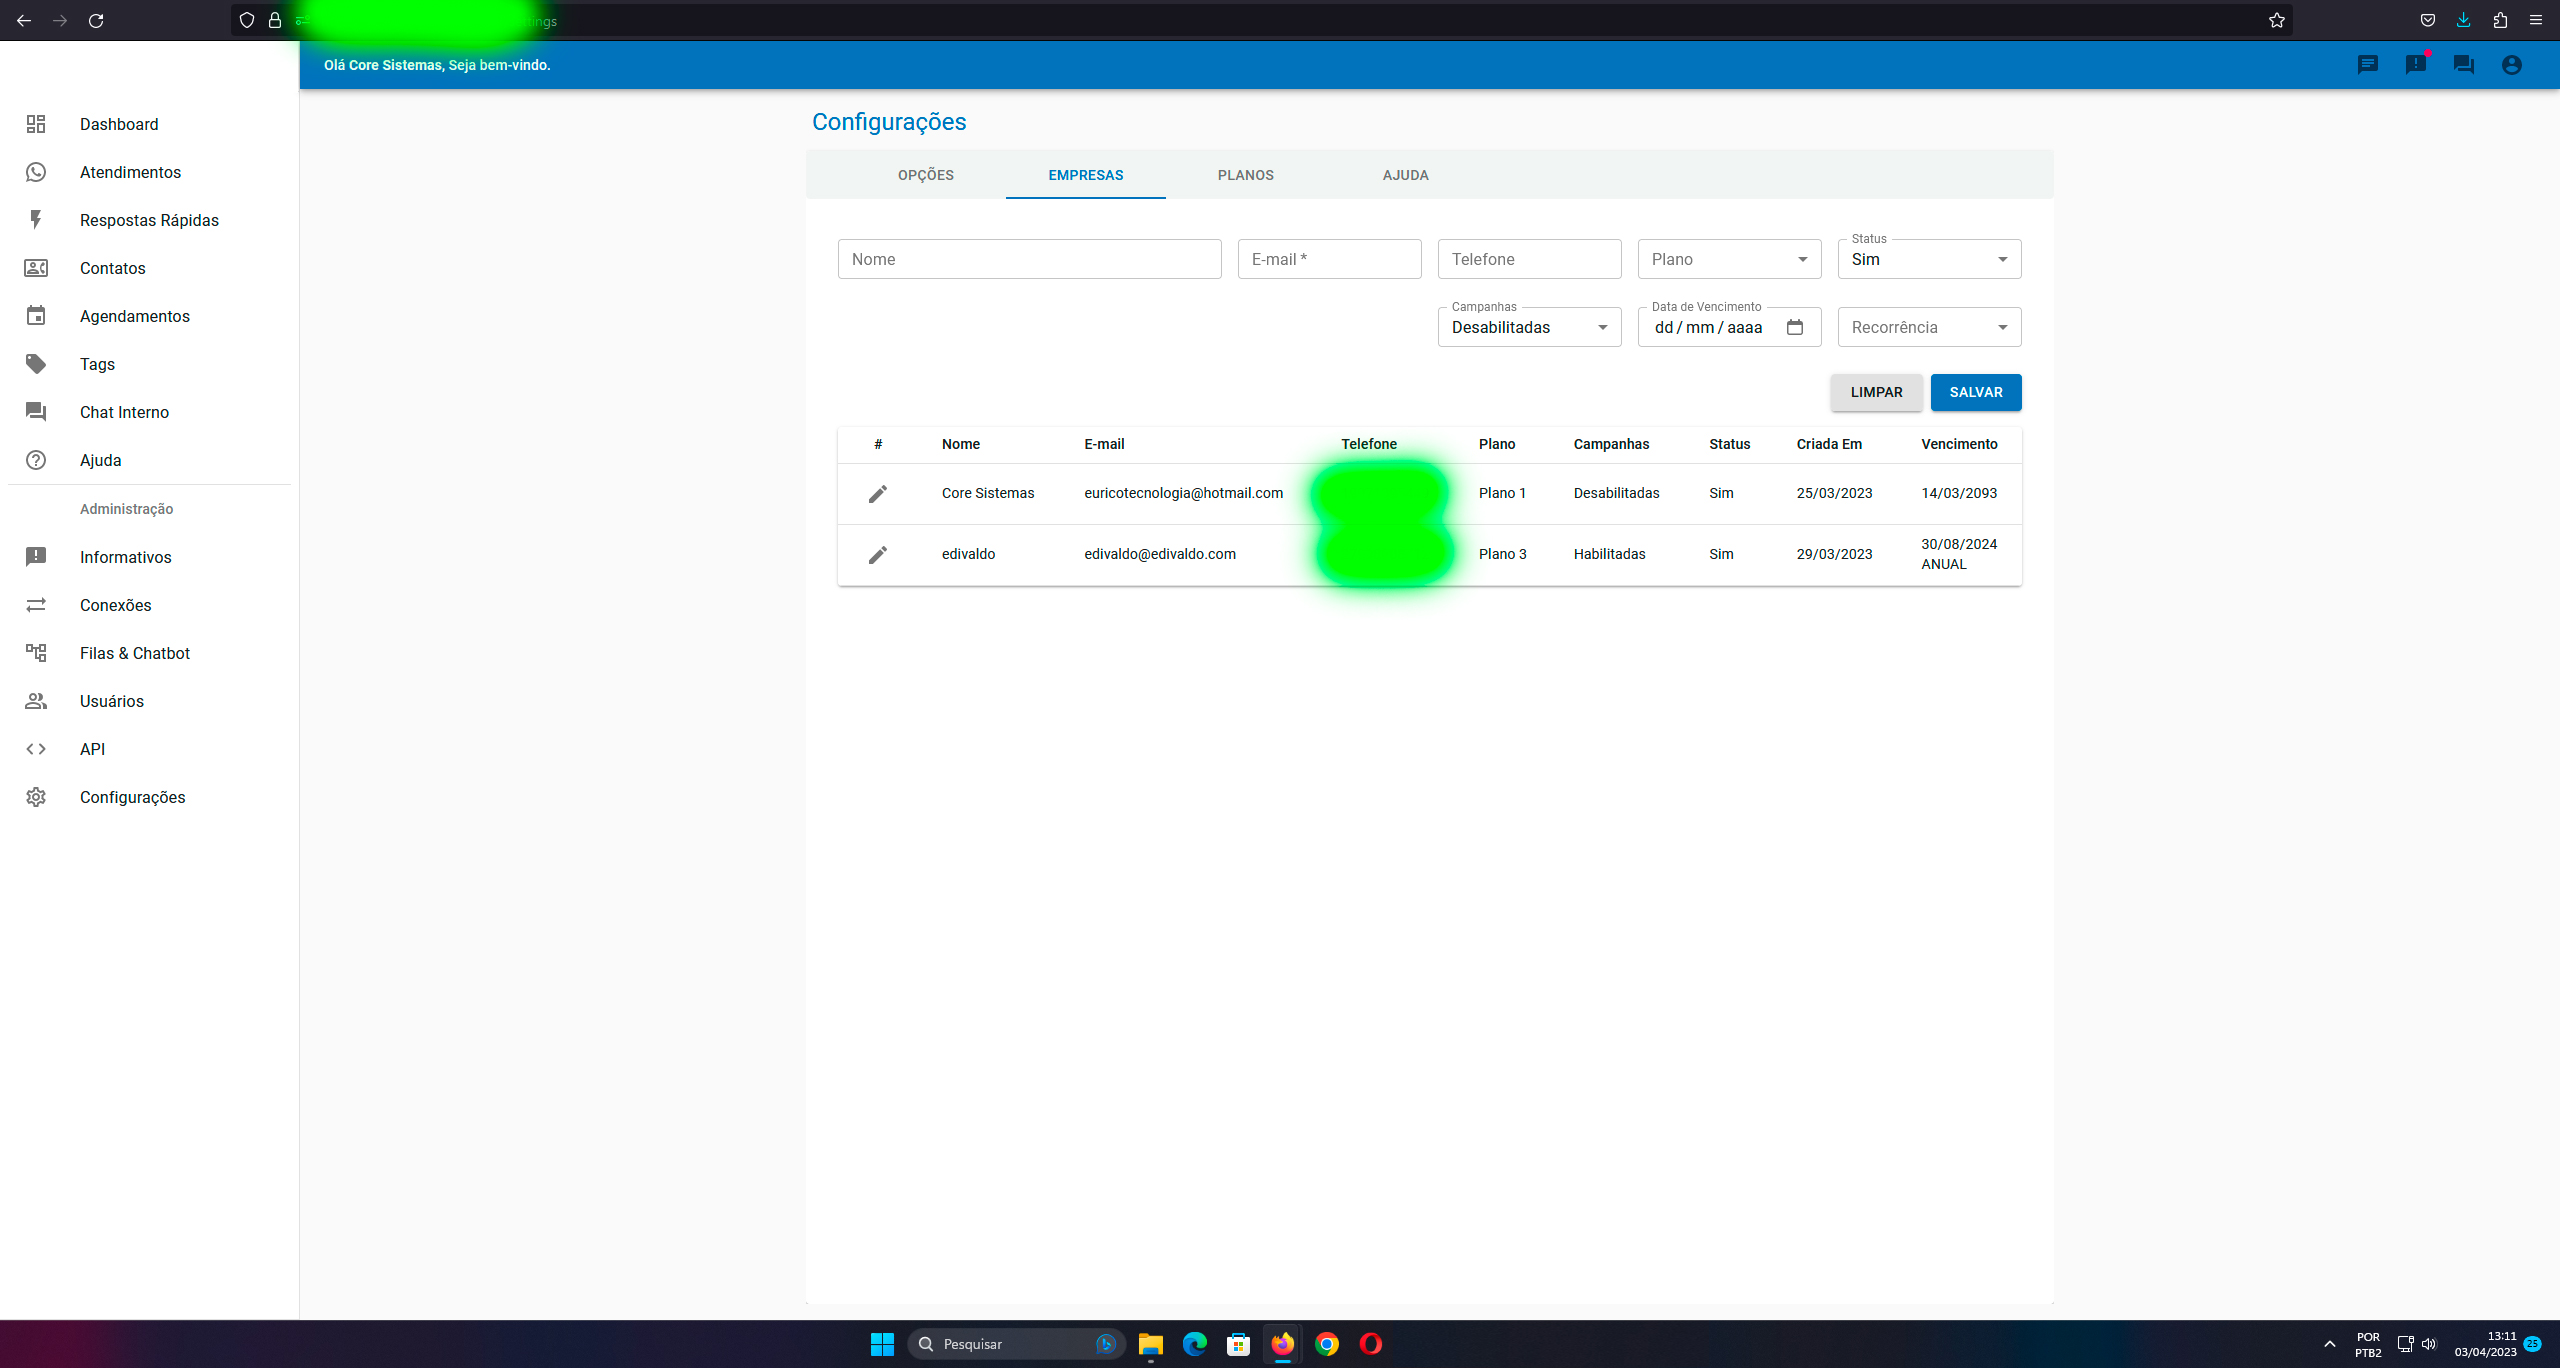 ings
Olá Core Sistemas, Seja bem-vindo.
Dashboard
Atendimentos
Respostas Rápidas
Contatos
Agendamentos
Tags
Chat Interno
Ajuda
Administração
Informativos
Conexões
Filas & Chatbot
Usuários
API
Configurações
Configurações
OPÇÕES EMPRESAS PLANOS AJUDA
Nome E-mail * Telefone Plano Status Sim
Campanhas Desabilitadas Data de Vencimento dd / mm / aaaa Recorrência
LIMPAR SALVAR
# Nome E-mail Telefone Plano Campanhas Status Criada Em Vencimento
Core Sistemas euricotecnologia@hotmail.com Plano 1 Desabilitadas Sim 25/03/2023 14/03/2093
edivaldo edivaldo@edivaldo.com Plano 3 Habilitadas Sim 29/03/2023 30/08/2024
ANUAL
Pesquisar
POR
PTB2
13:11
03/04/2023
25